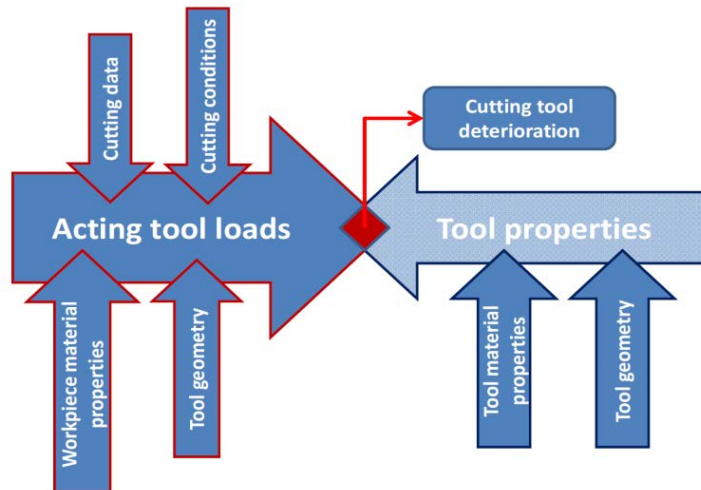 Cutting data
Cutting conditions
Cutting tool
deterioration
Acting tool loads
Tool properties
Workpiece material
properties
Tool geometry
Tool material
properties
Tool geometry